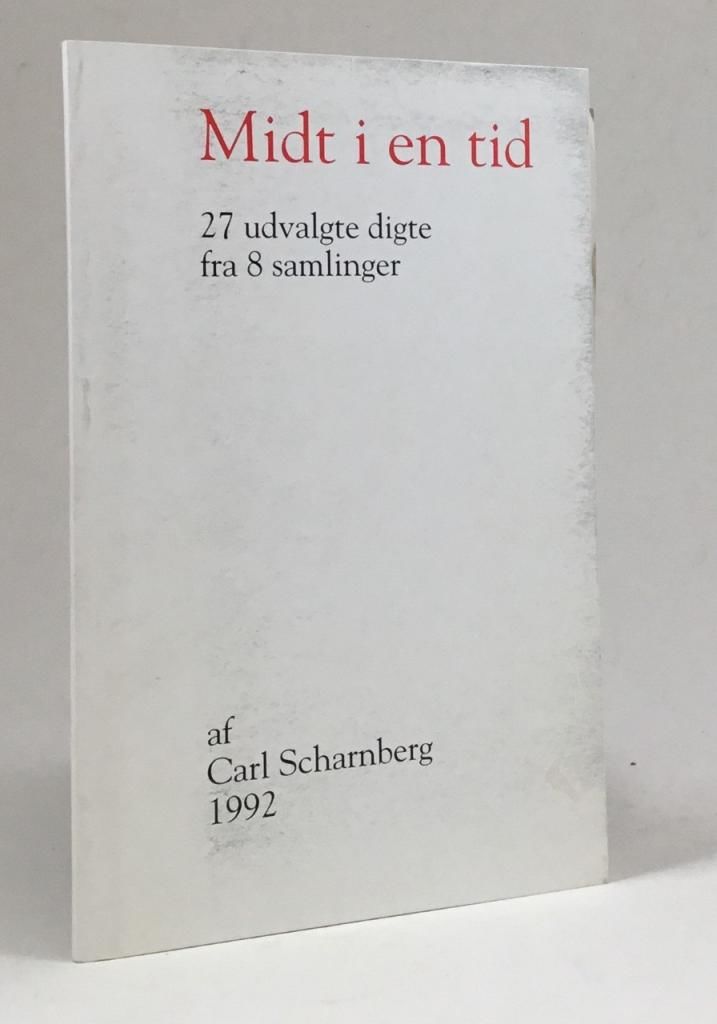 Midt i en tid
27 udvalgte digte
fra 8 samlinger
af
Carl Scharnberg
1992